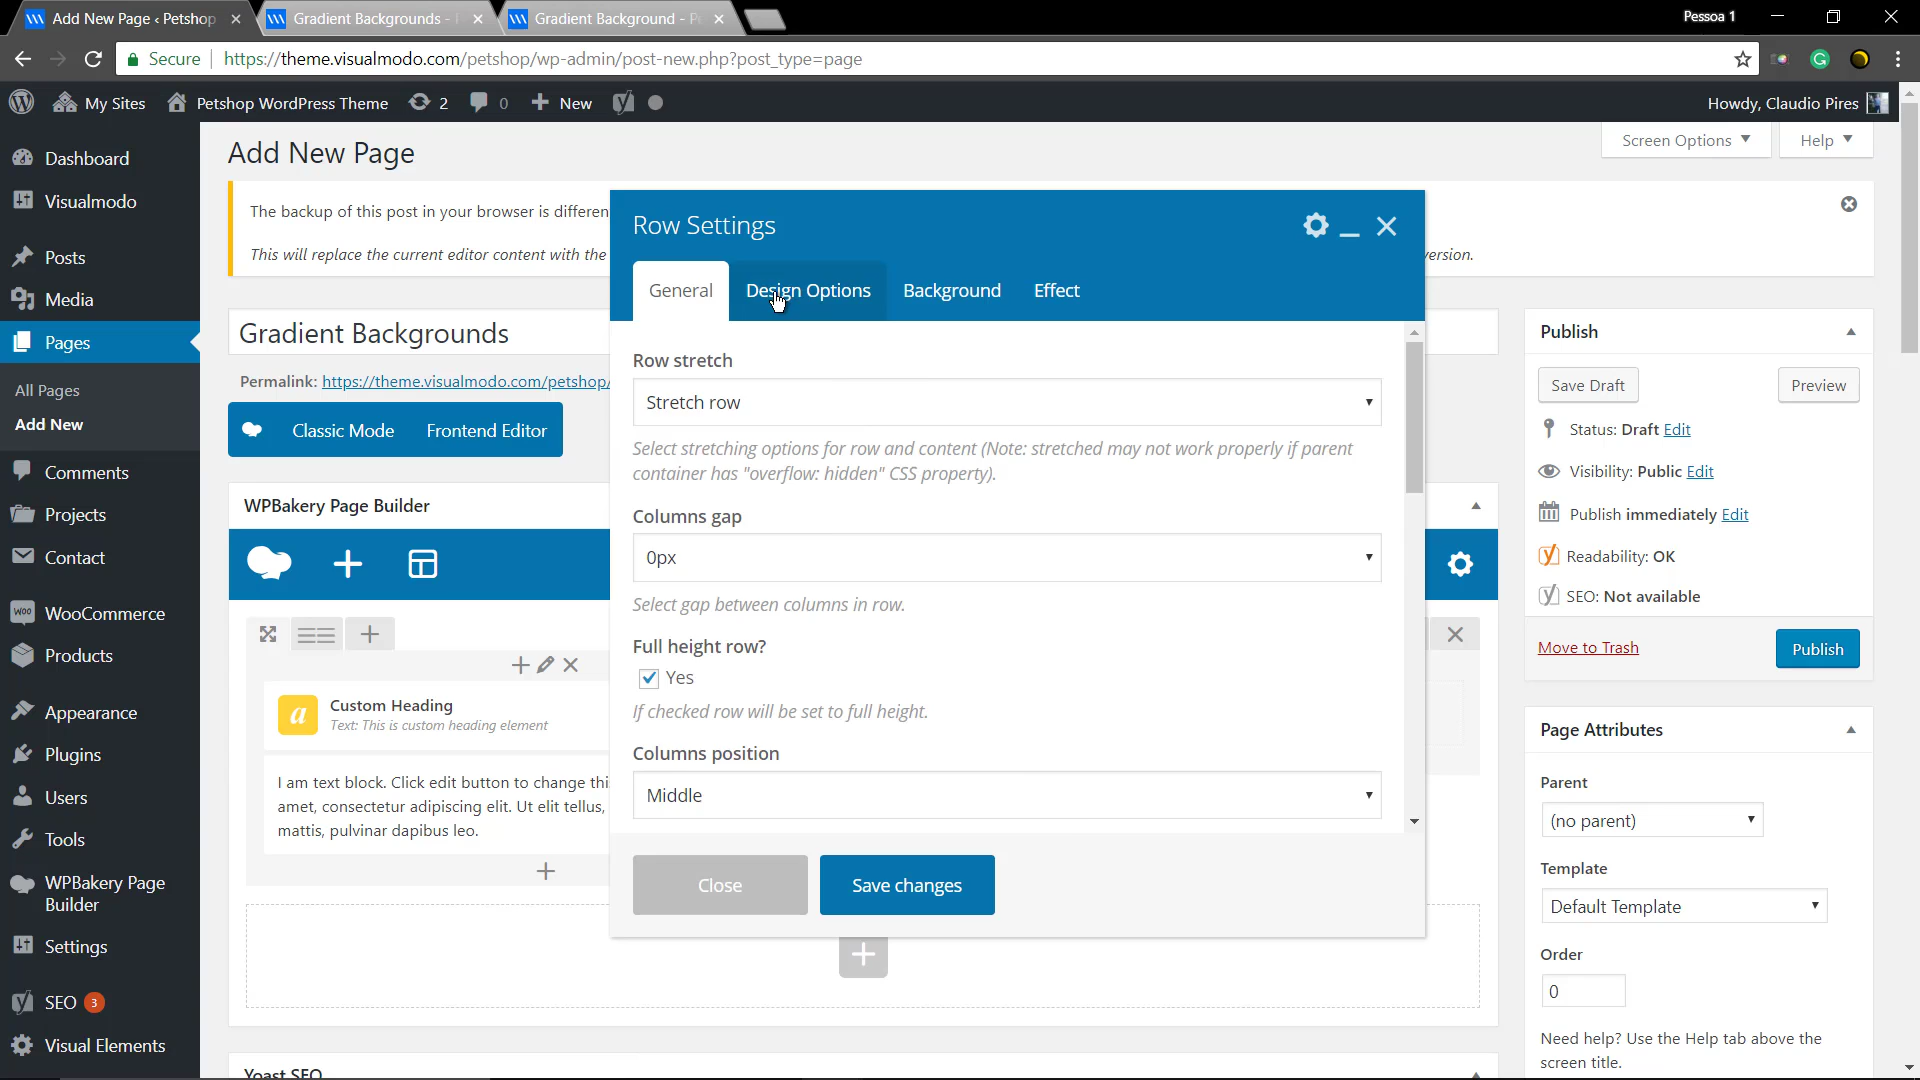 Add New Page ‹ Petshop
Gradient Backgrounds -
Gradient Background - P
Pessoa 1
Secure
https://theme.visualmodo.com/petshop/wp-admin/post-new.php?post_type=page
My Sites
Petshop WordPress Theme
2
0
New
Howdy, Claudio Pires
Dashboard
Visualmodo
Posts
Media
Pages
All Pages
Add New
Comments
Projects
Contact
WooCommerce
Products
Appearance
Plugins
Users
Tools
WPBakery Page
Builder
Settings
SEO 3
Visual Elements
Add New Page
Screen Options
Help
The backup of this post in your browser is differen
This will replace the current editor content with the
ersion.
Gradient Backgrounds
Permalink: https://theme.visualmodo.com/petshop/
Classic Mode
Frontend Editor
WPBakery Page Builder
a
Custom Heading
Text: This is custom heading element
I am text block. Click edit button to change thi
amet, consectetur adipiscing elit. Ut elit tellus,
mattis, pulvinar dapibus leo.
Yoast SEO
Row Settings
General
Design Options
Background
Effect
Row stretch
Stretch row
Select stretching options for row and content (Note: stretched may not work properly if parent
container has "overflow: hidden" CSS property).
Columns gap
0px
Select gap between columns in row.
Full height row?
Yes
If checked row will be set to full height.
Columns position
Middle
Close
Save changes
Publish
Save Draft
Preview
Status: Draft Edit
Visibility: Public Edit
Publish immediately Edit
Readability: OK
SEO: Not available
Move to Trash
Publish
Page Attributes
Parent
(no parent)
Template
Default Template
Order
0
Need help? Use the Help tab above the
screen title.